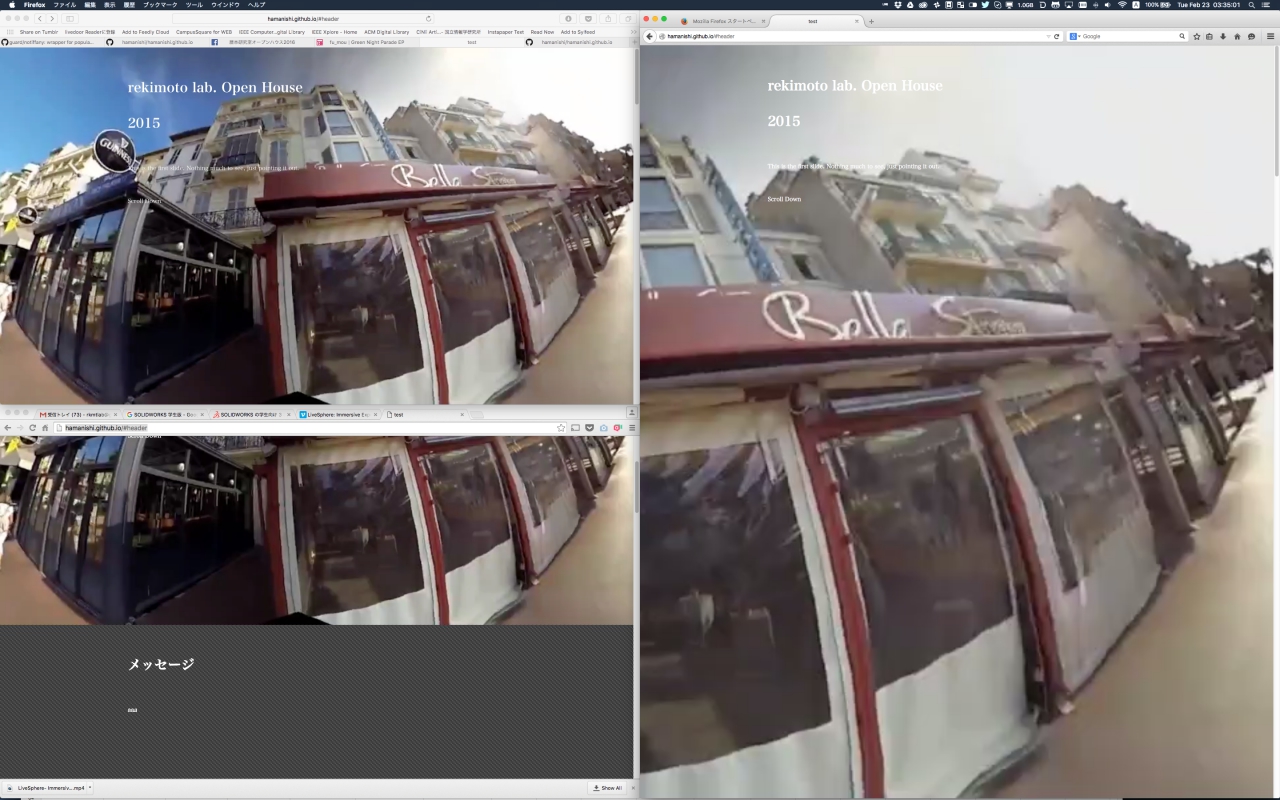 Firefox ファイル 編集 表示 履歴 ブックマーク ツール ウインドウ ヘルプ
1.0GB 100% Tue Feb 23 03:35:01
hamanishi.github.io/#header
Share on Tumblr livedoor Readerに登録 Add to Feedly Cloud CampusSquare for WEB IEEE Computer...gital Library IEEE Xplore - Home ACM Digital Library CiNii Arti... Instapaper Text Read Now Add to Syfeed
hamanishi/hamanishi.github.io fu_mou | Green Night Parade EP test hamanishi/hamanishi.github.io
rekimoto lab. Open House
2015
GUINNESS
This is the first slide. Nothing much to see, just pointing it out.
Scroll Down
Bella
受信トレイ (73) SOLIDWORKS 学生版 SOLIDWORKS の学生向け LiveSphere: Immersive Ex test
hamanishi.github.io/#header
Scroll Down
メッセージ
aaa
LiveSphere- Immersiv....mp4
Show All
Mozilla Firefox スタートペ... test
hamanishi.github.io/#header
Google
rekimoto lab. Open House
2015
This is the first slide. Nothing much to see, just pointing it out.
Scroll Down
Bella